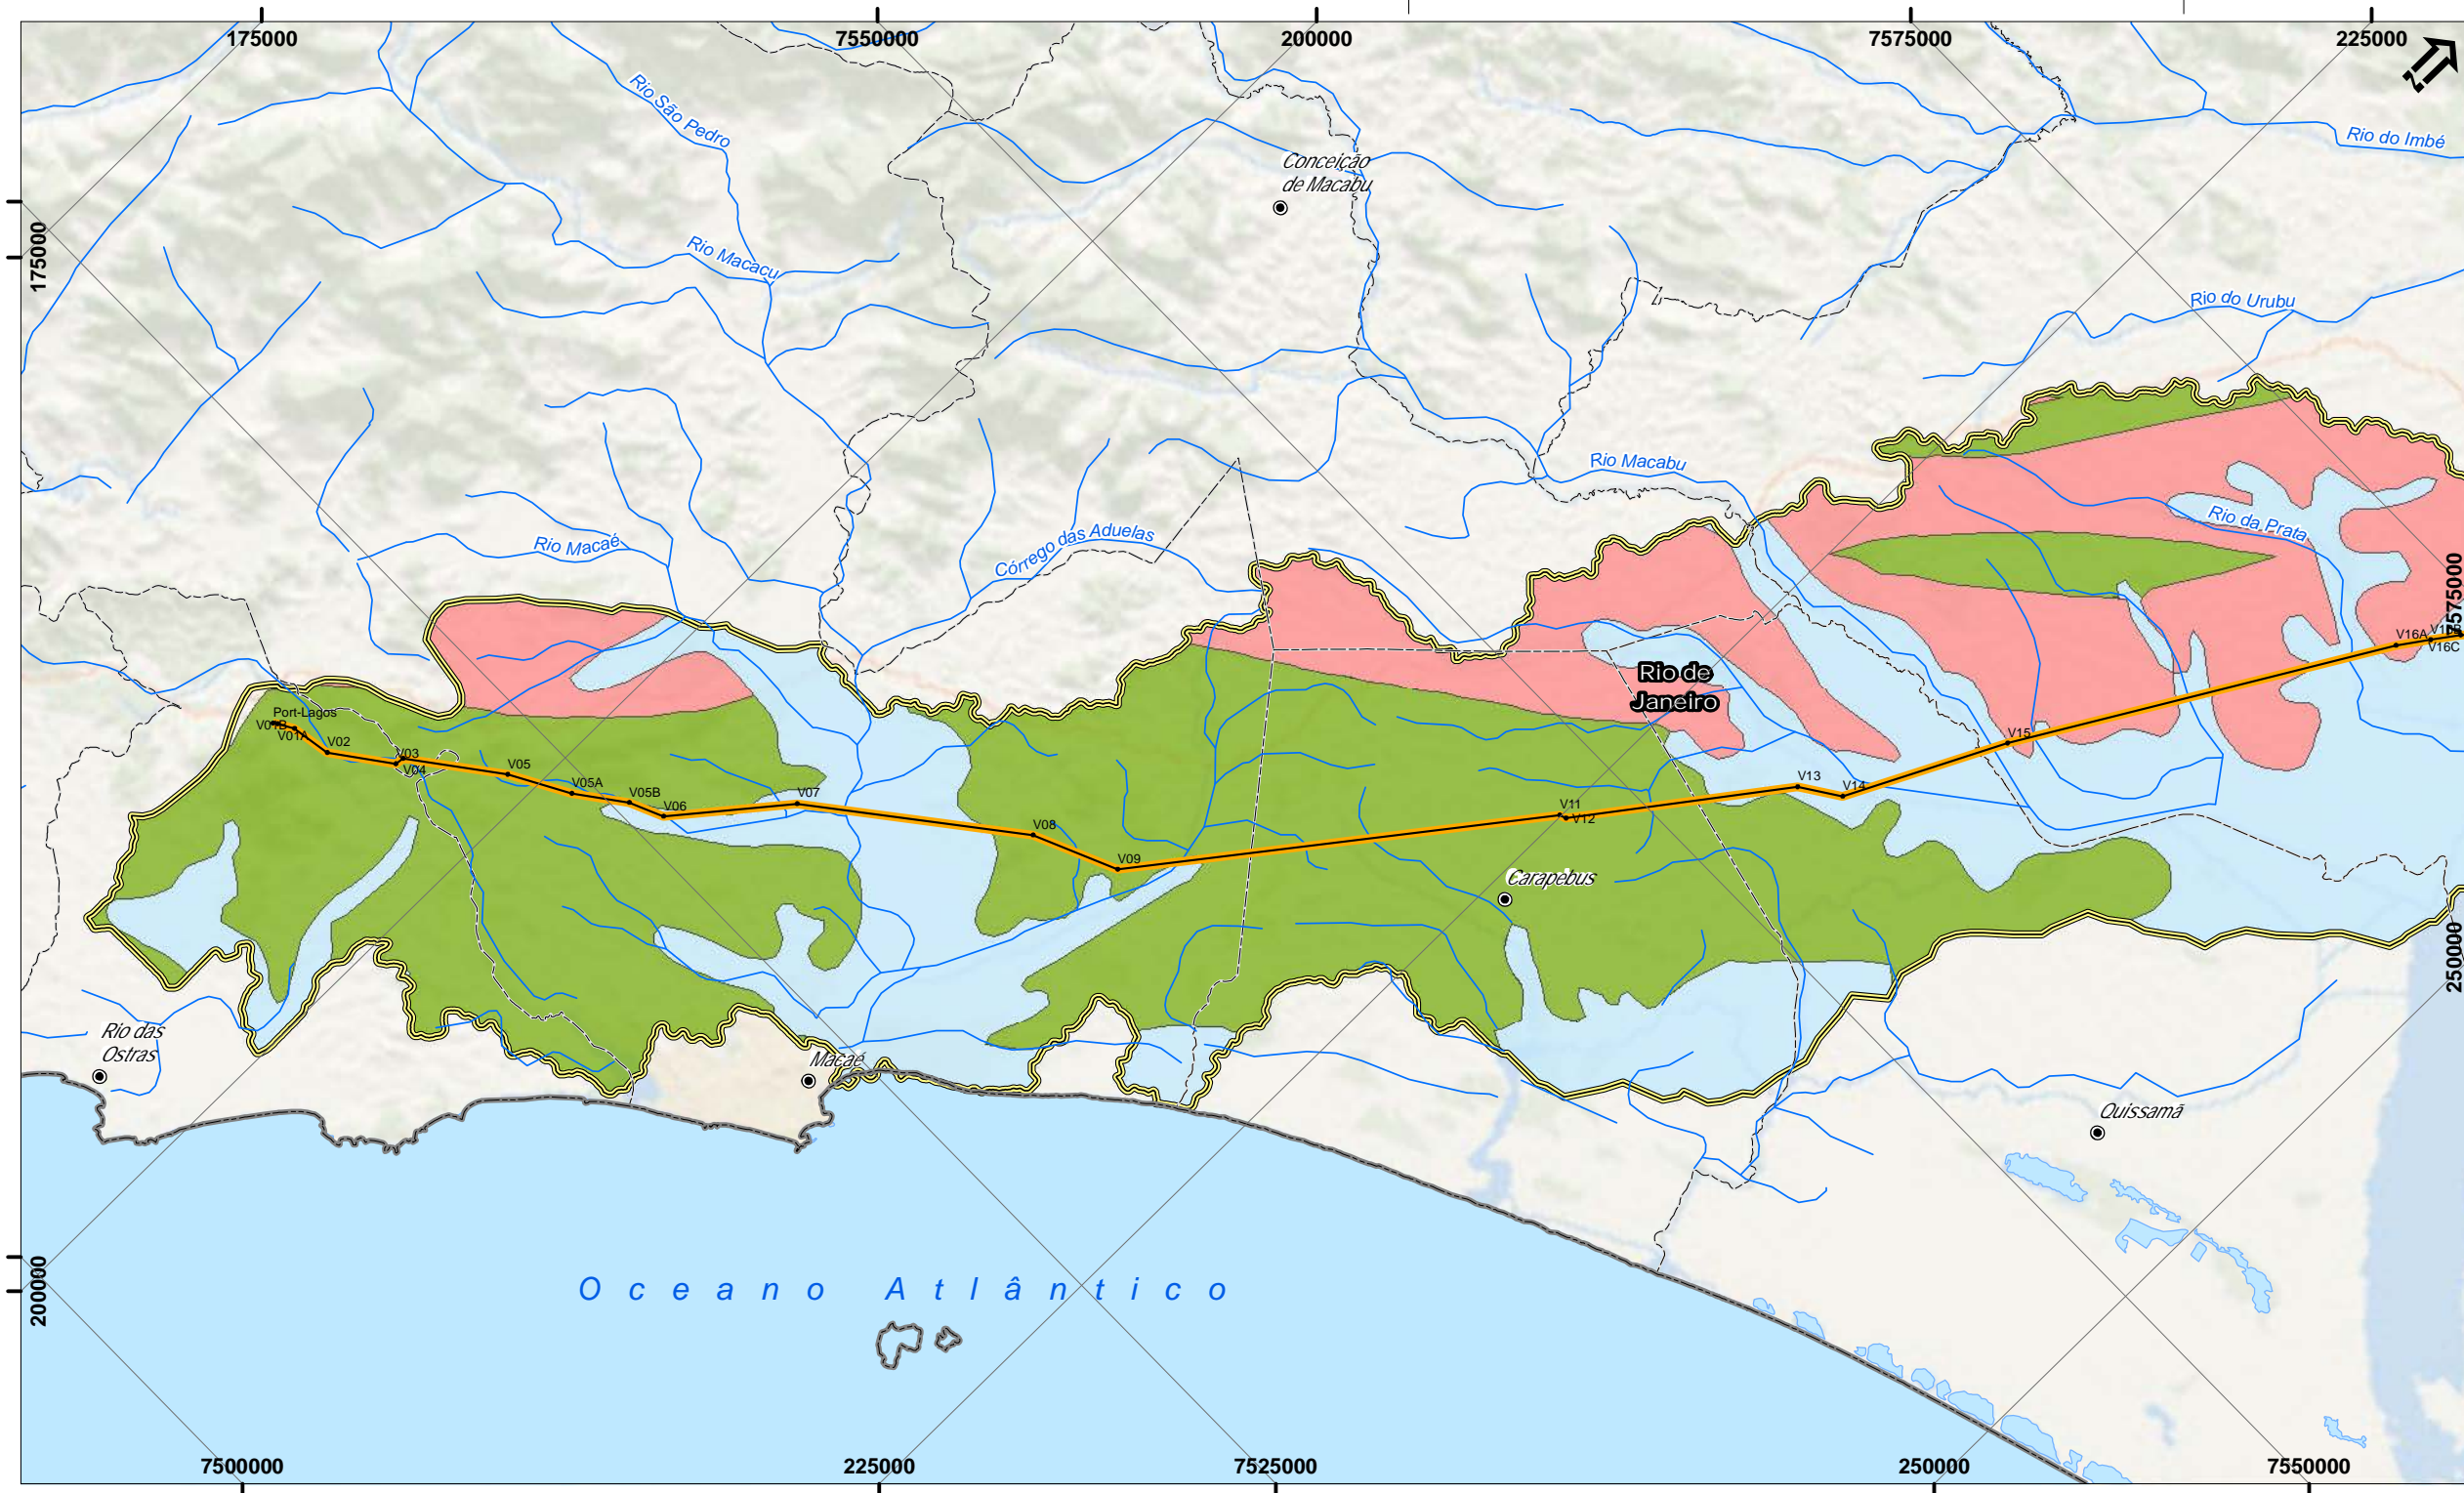 175000
7550000
200000
7575000
225000
Rio São Pedro
Rio do Imbé
Conceição
de Macabu
175000
Rio Macacu
Rio do Urubu
Rio Macabu
Rio da Prata
Rio Macaé
Córrego das Aduelas
7575000
V16A
V16B
V16C
Rio de
Janeiro
Port-Lagos
V01B
V01A
V02
V03
V04
V05
V05A
V05B
V06
V07
V08
V09
V11
V12
V13
V14
V15
Carapebus
250000
Rio das
Ostras
Macaé
Quissamã
200000
Oceano Atlântico
7500000
225000
7525000
250000
7550000